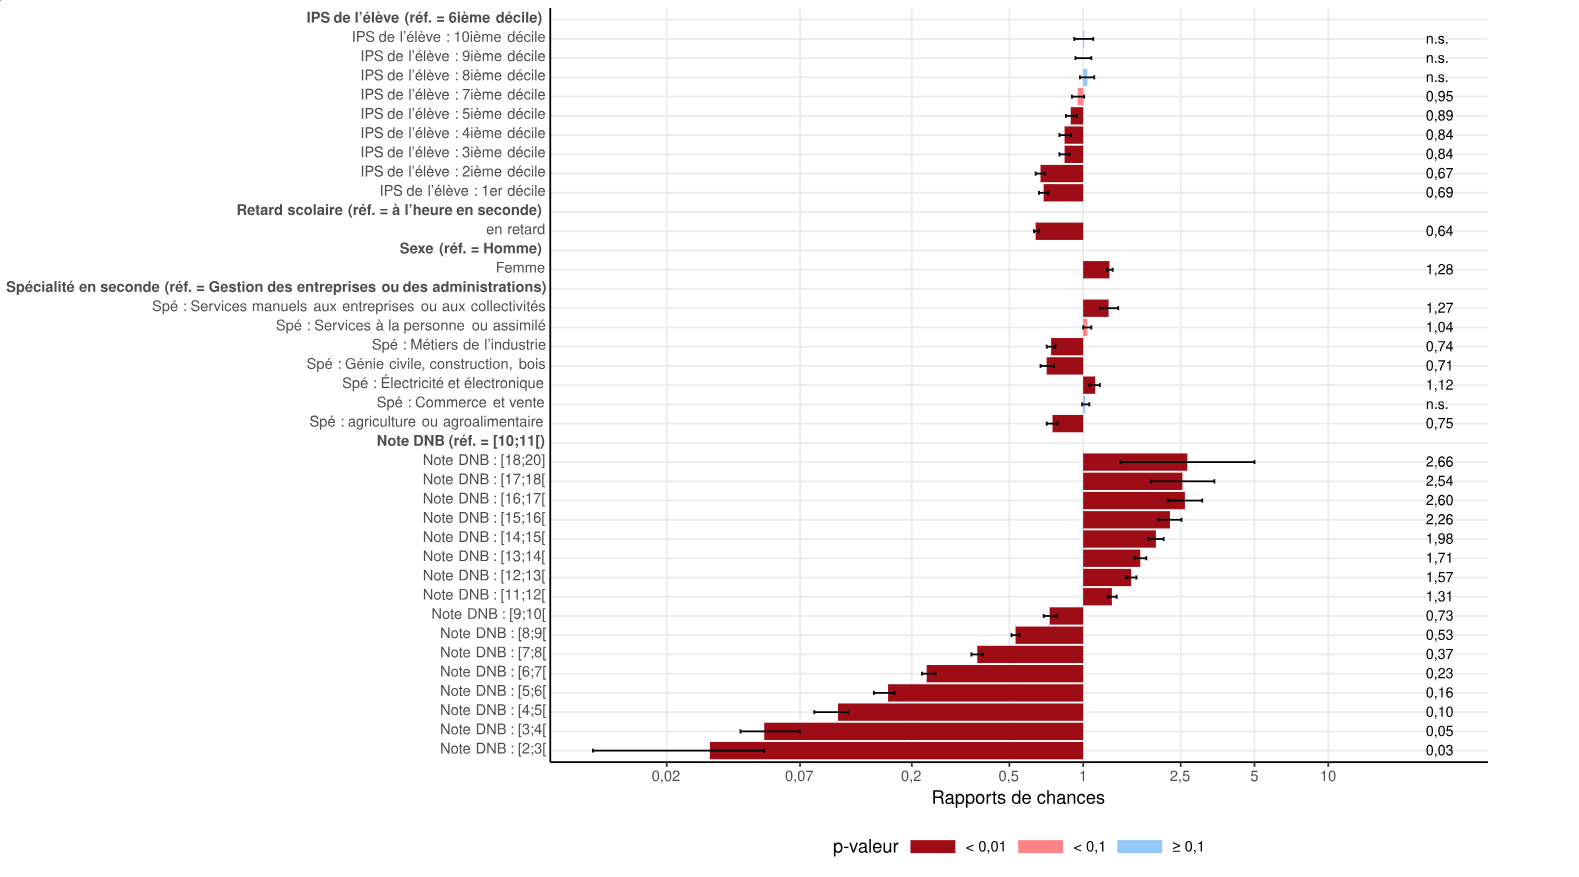 IPS de l'élève (réf. = 6ième décile)
IPS de l'élève : 10ième décile n.s.
IPS de l'élève : 9ième décile n.s.
IPS de l'élève : 8ième décile n.s.
IPS de l'élève : 7ième décile 0,95
IPS de l'élève : 5ième décile 0,89
IPS de l'élève : 4ième décile 0,84
IPS de l'élève : 3ième décile 0,84
IPS de l'élève : 2ième décile 0,67
IPS de l'élève : 1er décile 0,69
Retard scolaire (réf. = à l'heure en seconde)
en retard 0,64
Sexe (réf. = Homme)
Femme 1,28
Spécialité en seconde (réf. = Gestion des entreprises ou des administrations)
Spé : Services manuels aux entreprises ou aux collectivités 1,27
Spé : Services à la personne ou assimilé 1,04
Spé : Métiers de l'industrie 0,74
Spé : Génie civile, construction, bois 0,71
Spé : Électricité et électronique 1,12
Spé : Commerce et vente n.s.
Spé : agriculture ou agroalimentaire 0,75
Note DNB (réf. = [10;11[)
Note DNB : [18;20] 2,66
Note DNB : [17;18[ 2,54
Note DNB : [16;17[ 2,60
Note DNB : [15;16[ 2,26
Note DNB : [14;15[ 1,98
Note DNB : [13;14[ 1,71
Note DNB : [12;13[ 1,57
Note DNB : [11;12[ 1,31
Note DNB : [9;10[ 0,73
Note DNB : [8;9[ 0,53
Note DNB : [7;8[ 0,37
Note DNB : [6;7[ 0,23
Note DNB : [5;6[ 0,16
Note DNB : [4;5[ 0,10
Note DNB : [3;4[ 0,05
Note DNB : [2;3[ 0,03
0,02 0,07 0,2 0,5 1 2,5 5 10
Rapports de chances
p-valeur < 0,01 < 0,1 ≥ 0,1